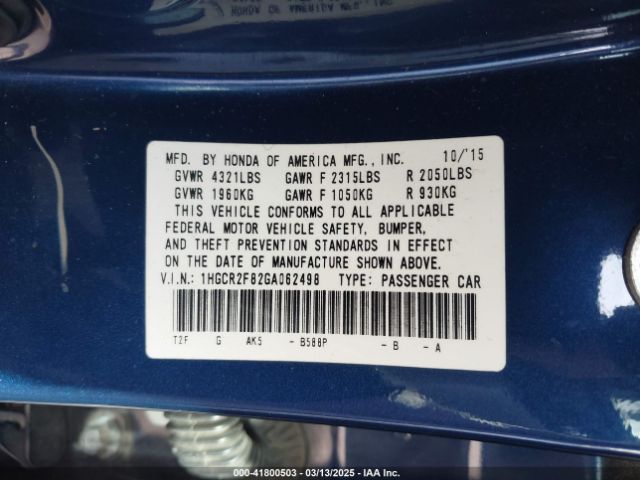 MFD. BY HONDA OF AMERICA MFG., INC. 10/'15
GVWR 4321LBS GAWR F 2315LBS R 2050LBS
GVWR 1960KG GAWR F 1050KG R 930KG
THIS VEHICLE CONFORMS TO ALL APPLICABLE
FEDERAL MOTOR VEHICLE SAFETY, BUMPER,
AND THEFT PREVENTION STANDARDS IN EFFECT
ON THE DATE OF MANUFACTURE SHOWN ABOVE.
V.I.N.: 1HGCR2F82GA062498 TYPE: PASSENGER CAR
T2F G AK5 - B588P - B - A
000-41800503 — 03/13/2025 — IAA Inc.